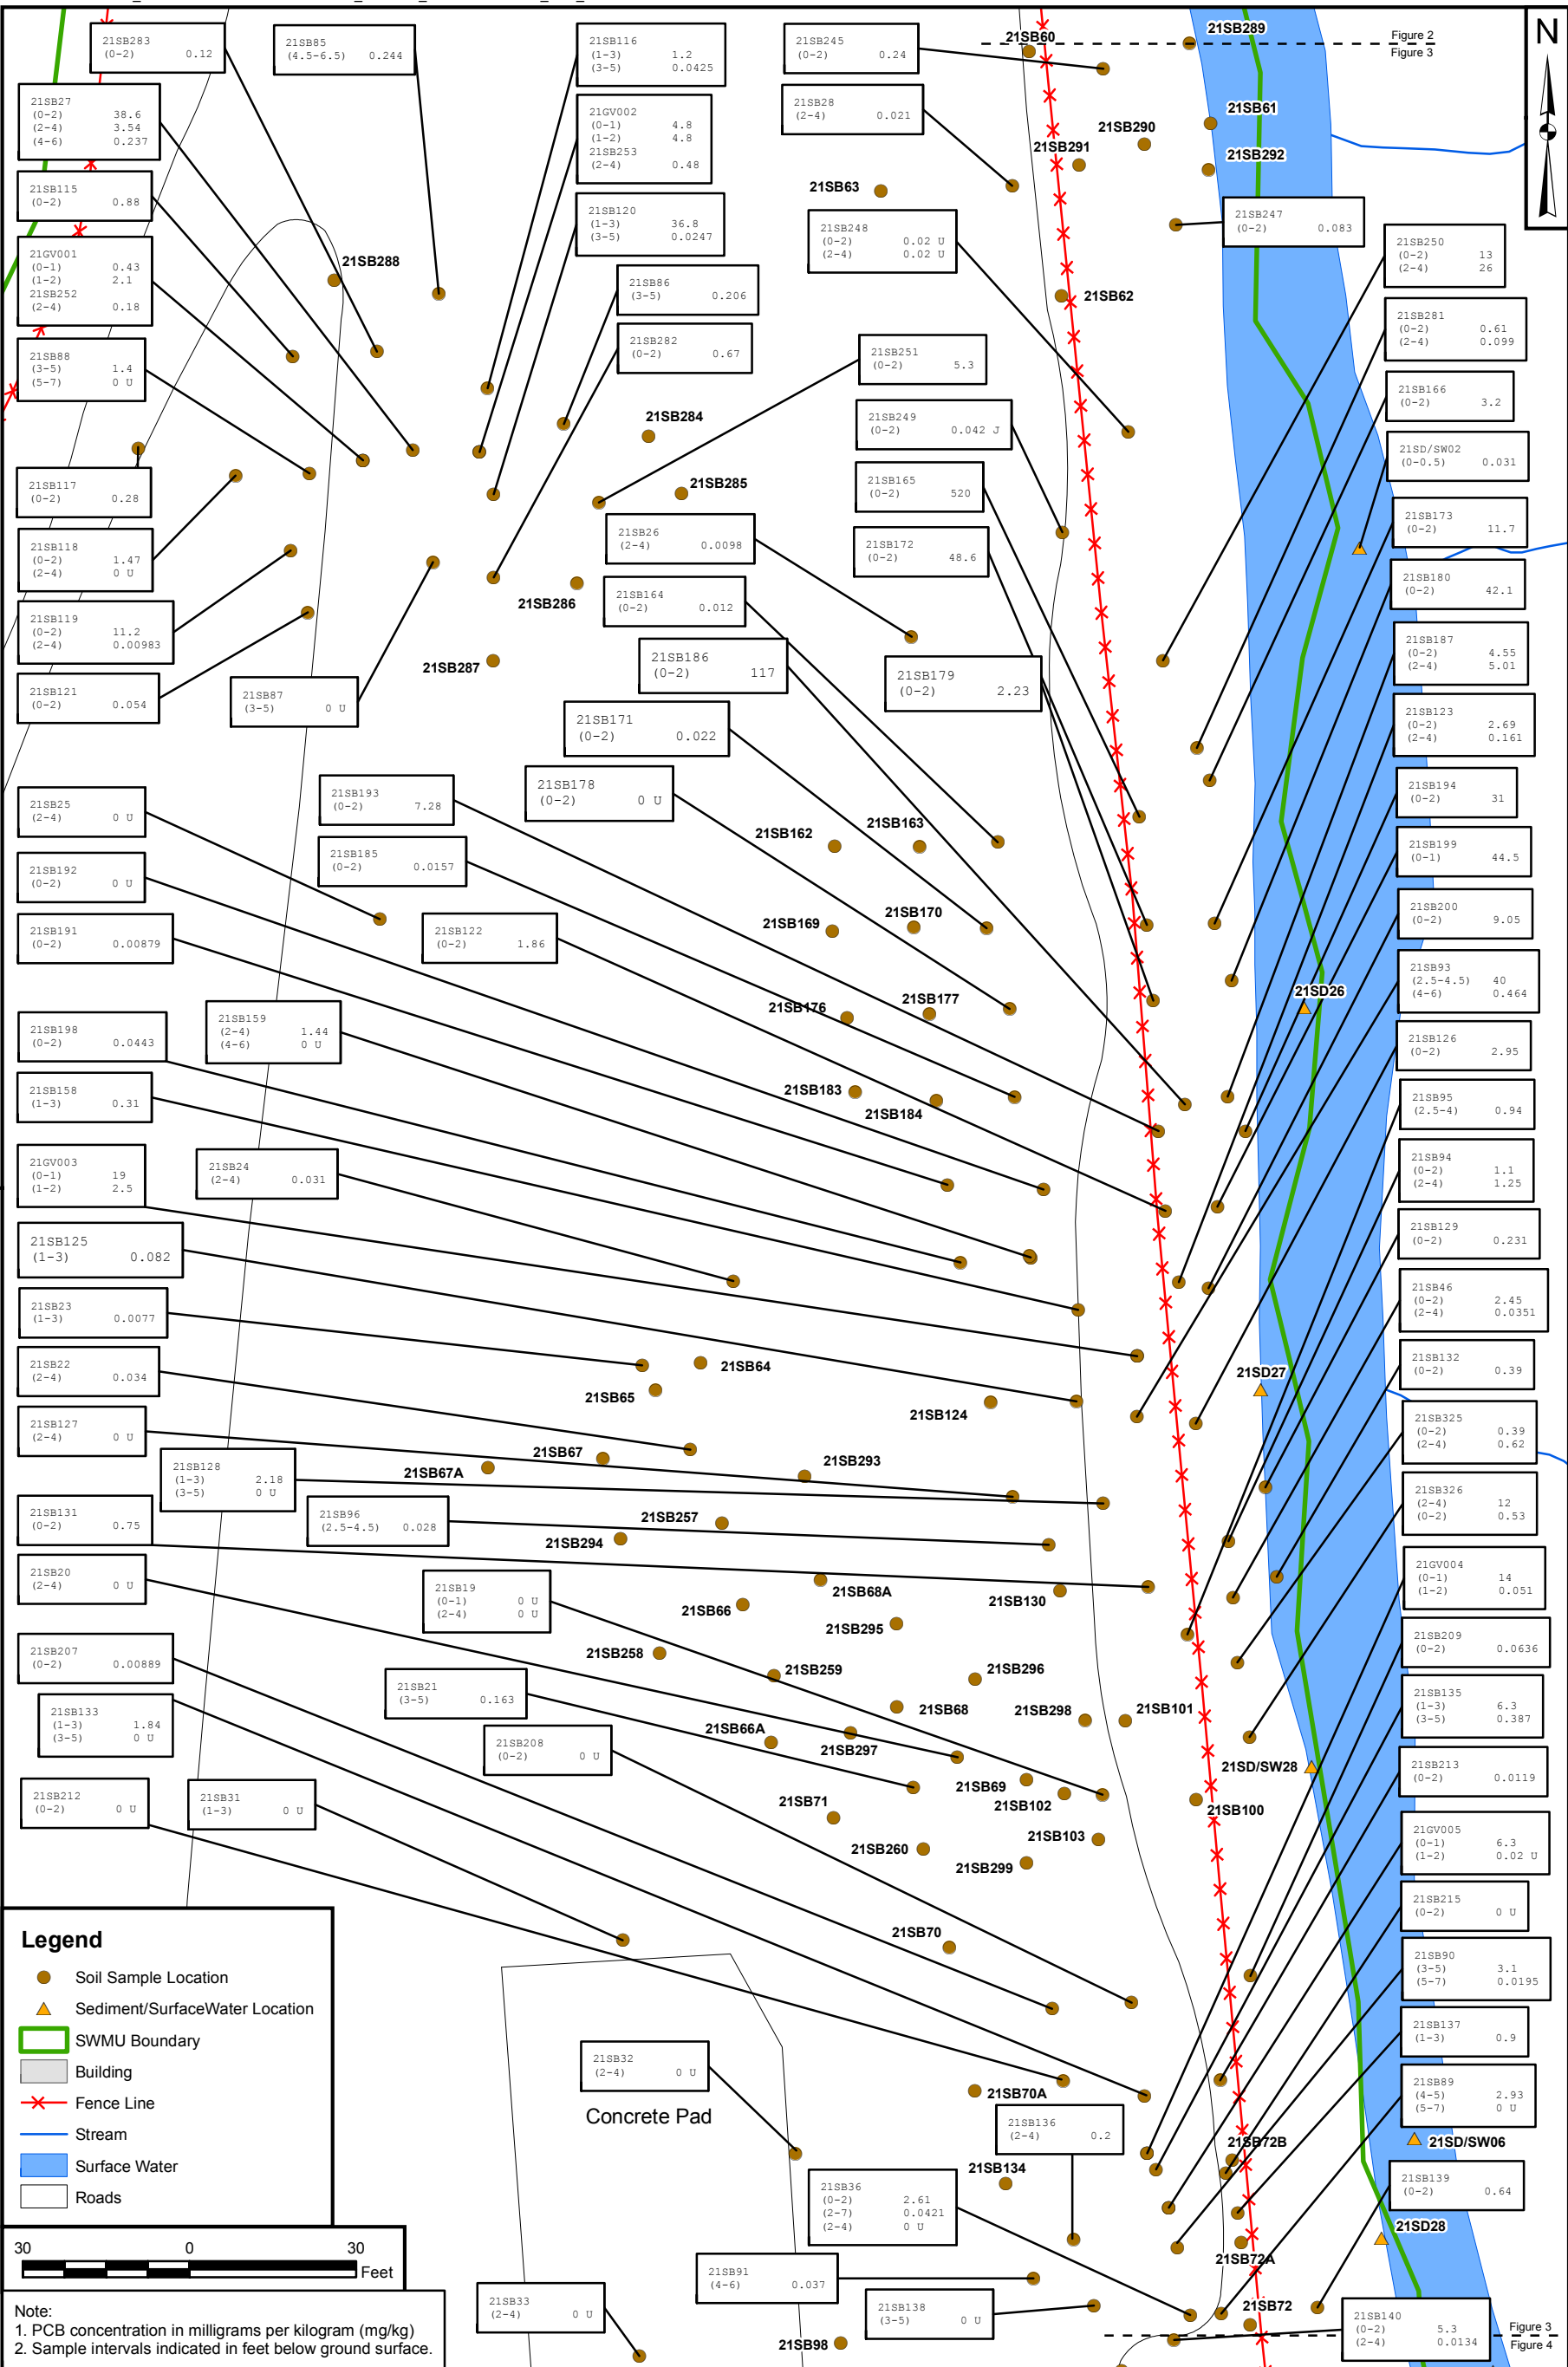 21SB283
(0-2) 0.12
21SB85
(4.5-6.5) 0.244
21SB116
(1-3) 1.2
(3-5) 0.0425
21SB245
(0-2) 0.24
21SB60
21SB289
Figure 2
Figure 3
N
21SB27
(0-2) 38.6
(2-4) 3.54
(4-6) 0.237
21GV002
(0-1) 4.8
(1-2) 4.8
21SB253
(2-4) 0.48
21SB28
(2-4) 0.021
21SB61
21SB290
21SB291
21SB292
21SB115
(0-2) 0.88
21SB120
(1-3) 36.8
(3-5) 0.0247
21SB63
21SB248
(0-2) 0.02 U
(2-4) 0.02 U
21SB247
(0-2) 0.083
21GV001
(0-1) 0.43
(1-2) 2.1
21SB252
(2-4) 0.18
21SB288
21SB86
(3-5) 0.206
21SB62
21SB250
(0-2) 13
(2-4) 26
21SB88
(3-5) 1.4
(5-7) 0 U
21SB282
(0-2) 0.67
21SB251
(0-2) 5.3
21SB281
(0-2) 0.61
(2-4) 0.099
21SB284
21SB249
(0-2) 0.042 J
21SB166
(0-2) 3.2
21SB117
(0-2) 0.28
21SB285
21SB165
(0-2) 520
21SD/SW02
(0-0.5) 0.031
21SB118
(0-2) 1.47
(2-4) 0 U
21SB26
(2-4) 0.0098
21SB172
(0-2) 48.6
21SB173
(0-2) 11.7
21SB119
(0-2) 11.2
(2-4) 0.00983
21SB286
21SB164
(0-2) 0.012
21SB180
(0-2) 42.1
21SB121
(0-2) 0.054
21SB87
(3-5) 0 U
21SB287
21SB186
(0-2) 117
21SB179
(0-2) 2.23
21SB187
(0-2) 4.55
(2-4) 5.01
21SB171
(0-2) 0.022
21SB123
(0-2) 2.69
(2-4) 0.161
21SB25
(2-4) 0 U
21SB193
(0-2) 7.28
21SB178
(0-2) 0 U
21SB194
(0-2) 31
21SB192
(0-2) 0 U
21SB185
(0-2) 0.0157
21SB162
21SB163
21SB199
(0-1) 44.5
21SB191
(0-2) 0.00879
21SB122
(0-2) 1.86
21SB169
21SB170
21SB200
(0-2) 9.05
21SB93
(2.5-4.5) 40
(4-6) 0.464
21SB198
(0-2) 0.0443
21SB159
(2-4) 1.44
(4-6) 0 U
21SB176
21SB177
21SD26
21SB126
(0-2) 2.95
21SB158
(1-3) 0.31
21SB183
21SB184
21SB95
(2.5-4) 0.94
21GV003
(0-1) 19
(1-2) 2.5
21SB24
(2-4) 0.031
21SB94
(0-2) 1.1
(2-4) 1.25
21SB125
(1-3) 0.082
21SB129
(0-2) 0.231
21SB23
(1-3) 0.0077
21SB46
(0-2) 2.45
(2-4) 0.0351
21SB22
(2-4) 0.034
21SB64
21SB65
21SB124
21SD27
21SB132
(0-2) 0.39
21SB127
(2-4) 0 U
21SB325
(0-2) 0.39
(2-4) 0.62
21SB128
(1-3) 2.18
(3-5) 0 U
21SB67A
21SB67
21SB293
21SB326
(2-4) 12
(0-2) 0.53
21SB131
(0-2) 0.75
21SB96
(2.5-4.5) 0.028
21SB257
21SB294
21GV004
(0-1) 14
(1-2) 0.051
21SB20
(2-4) 0 U
21SB19
(0-1) 0 U
(2-4) 0 U
21SB66
21SB68A
21SB130
21SB295
21SB209
(0-2) 0.0636
21SB207
(0-2) 0.00889
21SB258
21SB259
21SB296
21SB135
(1-3) 6.3
(3-5) 0.387
21SB133
(1-3) 1.84
(3-5) 0 U
21SB21
(3-5) 0.163
21SB66A
21SB68
21SB297
21SB298
21SB101
21SB208
(0-2) 0 U
21SD/SW28
21SB213
(0-2) 0.0119
21SB212
(0-2) 0 U
21SB31
(1-3) 0 U
21SB69
21SB71
21SB102
21SB100
21SB103
21SB260
21SB299
21GV005
(0-1) 6.3
(1-2) 0.02 U
21SB215
(0-2) 0 U
21SB70
21SB90
(3-5) 3.1
(5-7) 0.0195
Legend
Soil Sample Location
Sediment/SurfaceWater Location
SWMU Boundary
Building
Fence Line
Stream
Surface Water
Roads
21SB137
(1-3) 0.9
21SB32
(2-4) 0 U
Concrete Pad
21SB70A
21SB136
(2-4) 0.2
21SB89
(4-5) 2.93
(5-7) 0 U
21SB72B
21SD/SW06
21SB134
21SB36
(0-2) 2.61
(2-7) 0.0421
(2-4) 0 U
21SB139
(0-2) 0.64
21SD28
21SB72A
30 0 30
Feet
21SB91
(4-6) 0.037
21SB33
(2-4) 0 U
21SB138
(3-5) 0 U
21SB72
21SB98
21SB140
(0-2) 5.3
(2-4) 0.0134
Figure 3
Figure 4
Note:
1. PCB concentration in milligrams per kilogram (mg/kg)
2. Sample intervals indicated in feet below ground surface.